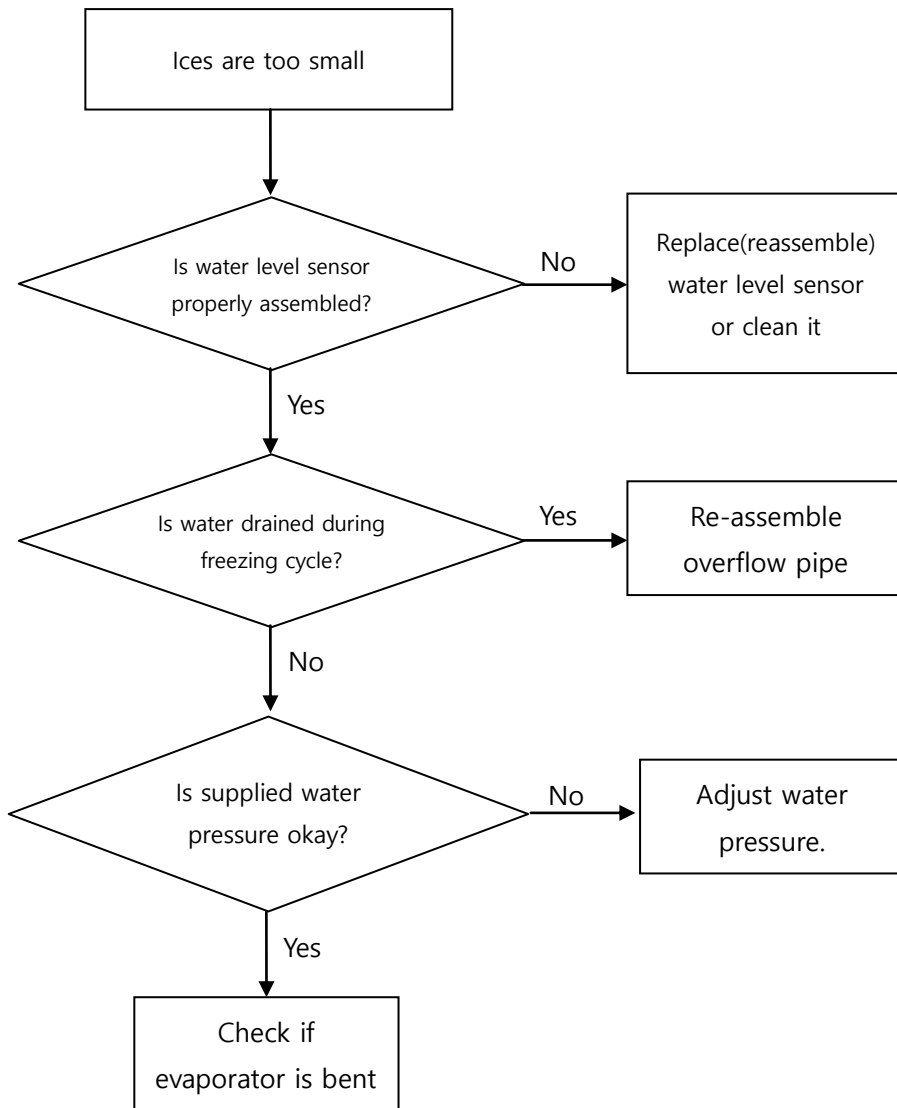 Ices are too small
Is water level sensor
properly assembled?
No
Replace(reassemble)
water level sensor
or clean it
Yes
Is water drained during
freezing cycle?
Yes
Re-assemble
overflow pipe
No
Is supplied water
pressure okay?
No
Adjust water
pressure.
Yes
Check if
evaporator is bent